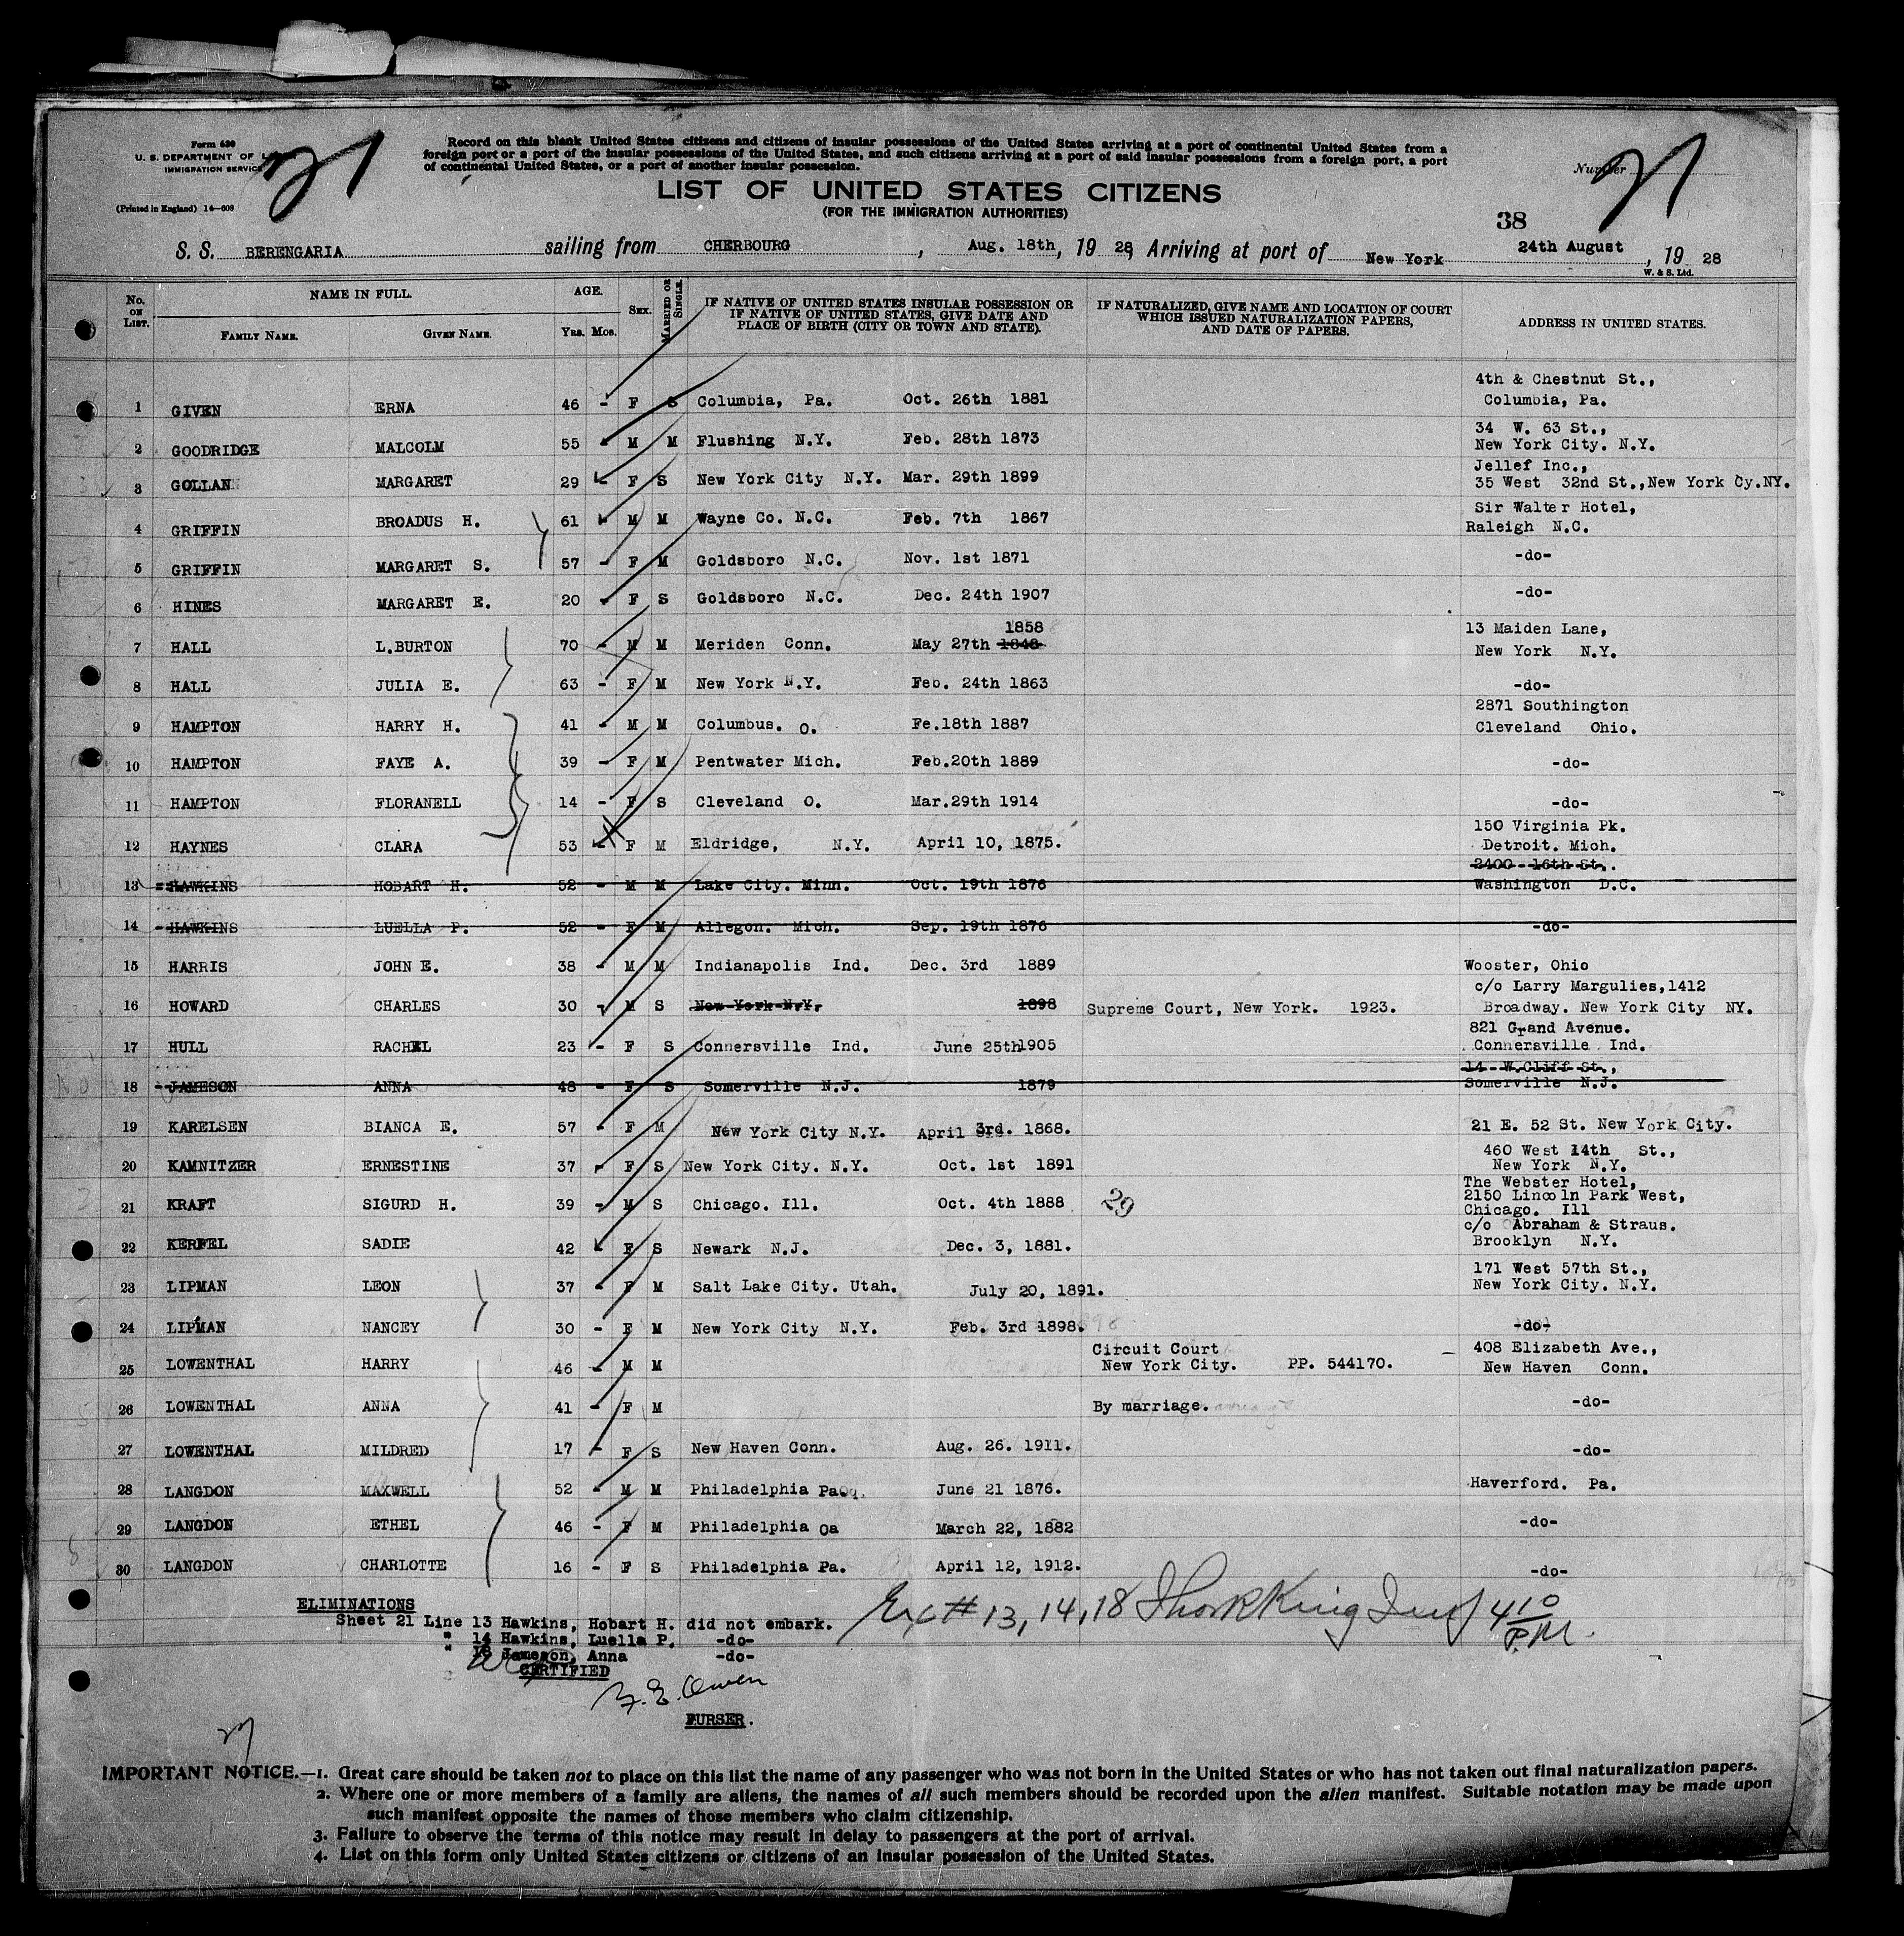 Form 630
U. S. DEPARTMENT OF L
IMMIGRATION SERVICE
(Printed in England) 14—608
21
Record on this blank United States citizens and citizens of insular possessions of the United States arriving at a port of continental United States from a
foreign port or a port of the insular possessions of the United States, and such citizens arriving at a port of said insular possessions from a foreign port, a port
of continental United States, or a port of another insular possession.
Number 21
LIST OF UNITED STATES CITIZENS
(FOR THE IMMIGRATION AUTHORITIES)
38
S. S. BERENGARIA sailing from CHERBOURG, Aug. 18th, 19 28, Arriving at port of New York 24th August, 19 28
W. & S. Ltd.
No. ON LIST. NAME IN FULL. FAMILY NAME. GIVEN NAME. AGE. YRS. MOS. SEX. MARRIED OR SINGLE. IF NATIVE OF UNITED STATES INSULAR POSSESSION OR IF NATIVE OF UNITED STATES, GIVE DATE AND PLACE OF BIRTH (CITY OR TOWN AND STATE). IF NATURALIZED, GIVE NAME AND LOCATION OF COURT WHICH ISSUED NATURALIZATION PAPERS, AND DATE OF PAPERS. ADDRESS IN UNITED STATES.
1 GIVEN ERNA 46 - F S Columbia, Pa. Oct. 26th 1881 4th & Chestnut St., Columbia, Pa.
2 GOODRIDGE MALCOLM 55 - M M Flushing N.Y. Feb. 28th 1873 34 W. 63 St., New York City. N.Y.
3 GOLLAN MARGARET 29 - F S New York City N.Y. Mar. 29th 1899 Jellef Inc., 35 West 32nd St.,New York Cy.NY.
4 GRIFFIN BROADUS H. 61 - M M Wayne Co. N.C. Feb. 7th 1867 Sir Walter Hotel, Raleigh N.C.
5 GRIFFIN MARGARET S. 57 - F M Goldsboro N.C. Nov. 1st 1871 -do-
6 HINES MARGARET E. 20 - F S Goldsboro N.C. Dec. 24th 1907 -do-
7 HALL L.BURTON 70 - M M Meriden Conn. May 27th 1848 1858 13 Maiden Lane, New York N.Y.
8 HALL JULIA E. 63 - F M New York N.Y. Feb. 24th 1863 -do-
9 HAMPTON HARRY H. 41 - M M Columbus. O. Fe.18th 1887 2871 Southington Cleveland Ohio.
10 HAMPTON FAYE A. 39 - F M Pentwater Mich. Feb.20th 1889 -do-
11 HAMPTON FLORANELL 14 - F S Cleveland O. Mar.29th 1914 -do-
12 HAYNES CLARA 53 - F M Eldridge, N.Y. April 10, 1875. 150 Virginia Pk. Detroit. Mich.
13 HAWKINS HOBART H. 52 - M M Lake City. Minn. Oct. 19th 1876 2400 16th St,. Washington D.C.
14 HAWKINS LUELLA P. 52 - F M Allegon. Mich. Sep. 19th 1876 -do-
15 HARRIS JOHN E. 38 - M M Indianapolis Ind. Dec. 3rd 1889 Wooster, Ohio
16 HOWARD CHARLES 30 - M S New York N.Y. 1898 Supreme Court, New York. 1923. c/o Larry Margulies,1412 Broadway. New York City NY.
17 HULL RACHEL 23 - F S Connersville Ind. June 25th1905 821 Grand Avenue. Connersville Ind.
18 JAMESON ANNA 48 - F S Somerville N.J. 1879 14 W.Cliff St., Somerville N.J.
19 KARELSEN BIANCA E. 57 - F M New York City N.Y. April 3rd. 1868. 21 E. 52 St. New York City.
20 KAMNITZER ERNESTINE 37 - F S New York City. N.Y. Oct. 1st 1891 460 West 14th St., New York N.Y.
21 KRAFT SIGURD H. 39 - M S Chicago. Ill. Oct. 4th 1888 29 The Webster Hotel, 2150 Lincoln Park West, Chicago. Ill
22 KERFEL SADIE 42 - F S Newark N.J. Dec. 3, 1881. c/o Abraham & Straus. Brooklyn N.Y.
23 LIPMAN LEON 37 - F M Salt Lake City. Utah. July 20, 1891. 171 West 57th St., New York City. N.Y.
24 LIPMAN NANCEY 30 - F M New York City N.Y. Feb. 3rd 1898. -do-
25 LOWENTHAL HARRY 46 - M M Circuit Court New York City. PP. 544170. 408 Elizabeth Ave., New Haven Conn.
26 LOWENTHAL ANNA 41 - F M By marriage. -do-
27 LOWENTHAL MILDRED 17 - F S New Haven Conn. Aug. 26. 1911. -do-
28 LANGDON MAXWELL 52 - M M Philadelphia Pa June 21 1876. Haverford. Pa.
29 LANGDON ETHEL 46 - F M Philadelphia Oa March 22, 1882 -do-
30 LANGDON CHARLOTTE 16 - F S Philadelphia Pa. April 12, 1912. -do-
ELIMINATIONS
Sheet 21 Line 13 Hawkins, Hobart H. did not embark.
" 14 Hawkins, Luella P. -do-
" 18 Jameson, Anna -do-
CERTIFIED
PURSER.
13, 14, 18 4 10 P.M.
IMPORTANT NOTICE.—1. Great care should be taken not to place on this list the name of any passenger who was not born in the United States or who has not taken out final naturalization papers.
2. Where one or more members of a family are aliens, the names of all such members should be recorded upon the alien manifest. Suitable notation may be made upon
such manifest opposite the names of those members who claim citizenship.
3. Failure to observe the terms of this notice may result in delay to passengers at the port of arrival.
4. List on this form only United States citizens or citizens of an insular possession of the United States.